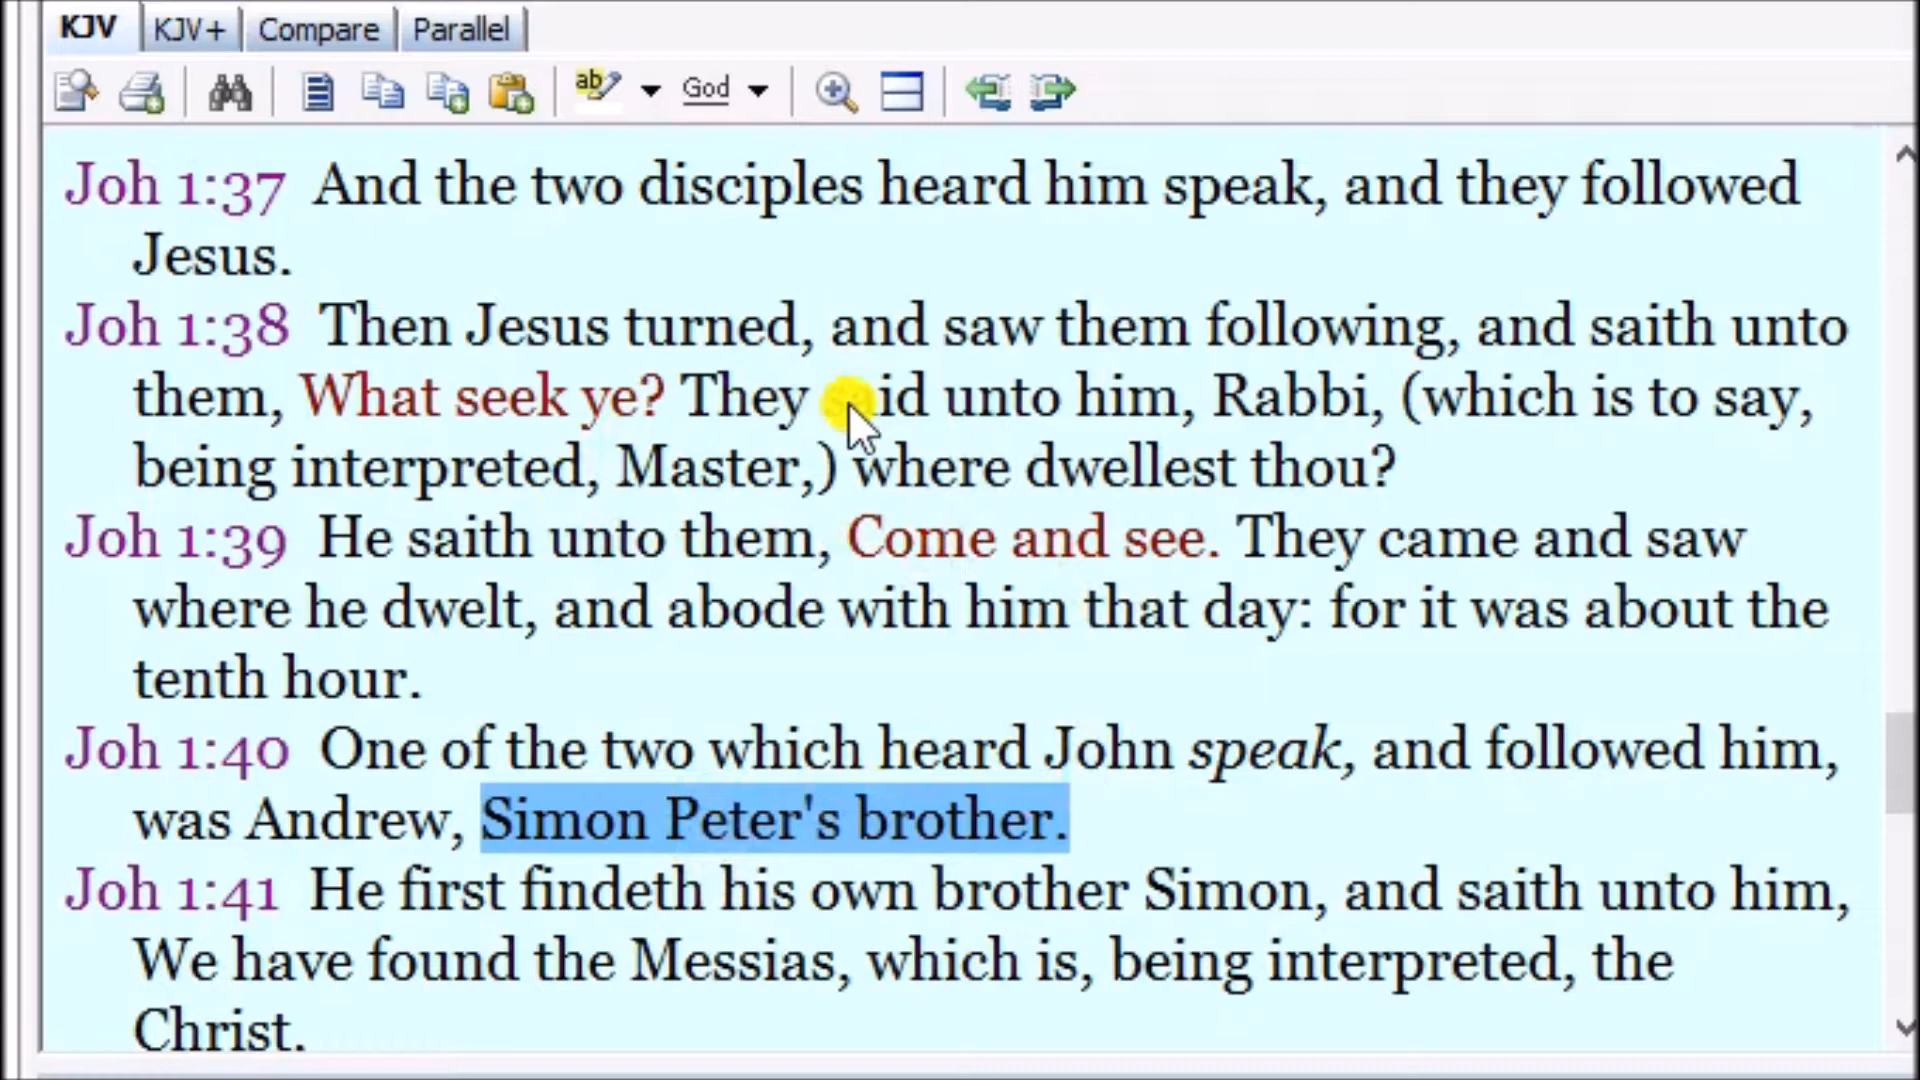 KJV KJV+ Compare Parallel
ab God
Joh 1:37 And the two disciples heard him speak, and they followed
Jesus.
Joh 1:38 Then Jesus turned, and saw them following, and saith unto
them, What seek ye? They said unto him, Rabbi, (which is to say,
being interpreted, Master,) where dwellest thou?
Joh 1:39 He saith unto them, Come and see. They came and saw
where he dwelt, and abode with him that day: for it was about the
tenth hour.
Joh 1:40 One of the two which heard John speak, and followed him,
was Andrew, Simon Peter's brother.
Joh 1:41 He first findeth his own brother Simon, and saith unto him,
We have found the Messias, which is, being interpreted, the
Christ.